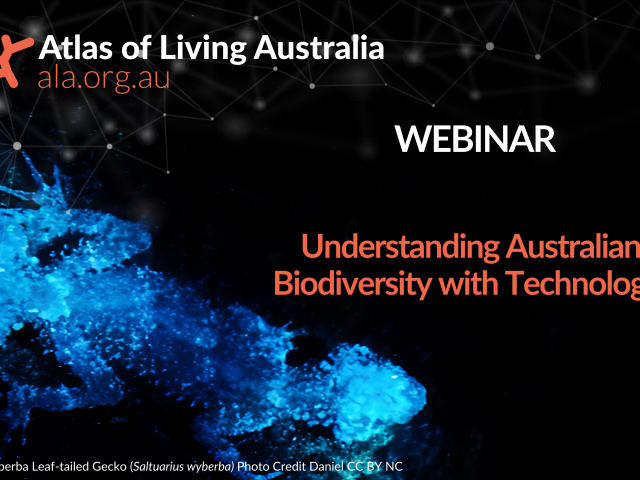 Atlas of Living Australia
ala.org.au
WEBINAR
Understanding Australian
Biodiversity with Technolog
berba Leaf-tailed Gecko (Saltuarius wyberba) Photo Credit Daniel CC BY NC